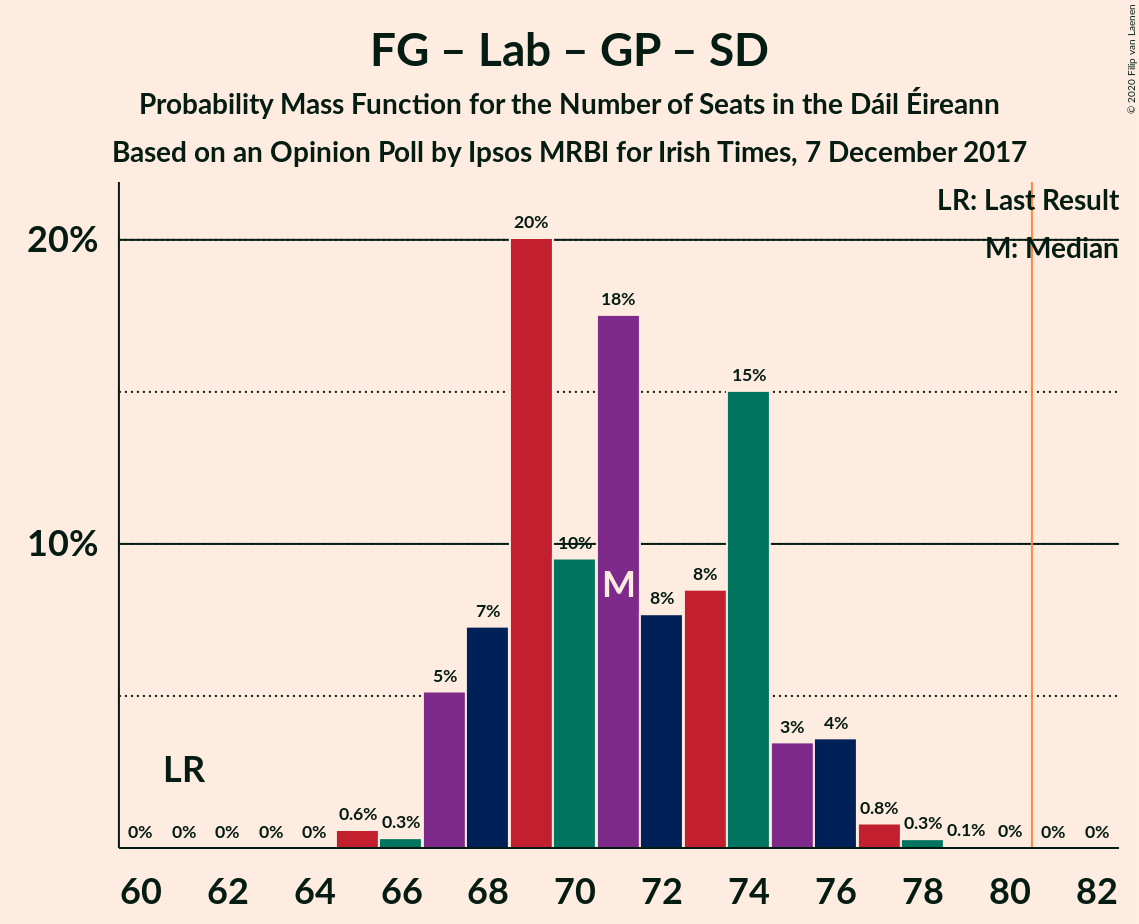 FG – Lab – GP – SD
Probability Mass Function for the Number of Seats in the Dáil Éireann
Based on an Opinion Poll by Ipsos MRBI for Irish Times, 7 December 2017
© 2020 Filip van Laenen
LR: Last Result
M: Median
20%
10%
0% 0% 0% 0% 0% 0.6% 0.3% 5% 7% 20% 10% 18% 8% 8% 15% 3% 4% 0.8% 0.3% 0.1% 0% 0% 0%
M
LR
60 62 64 66 68 70 72 74 76 78 80 82